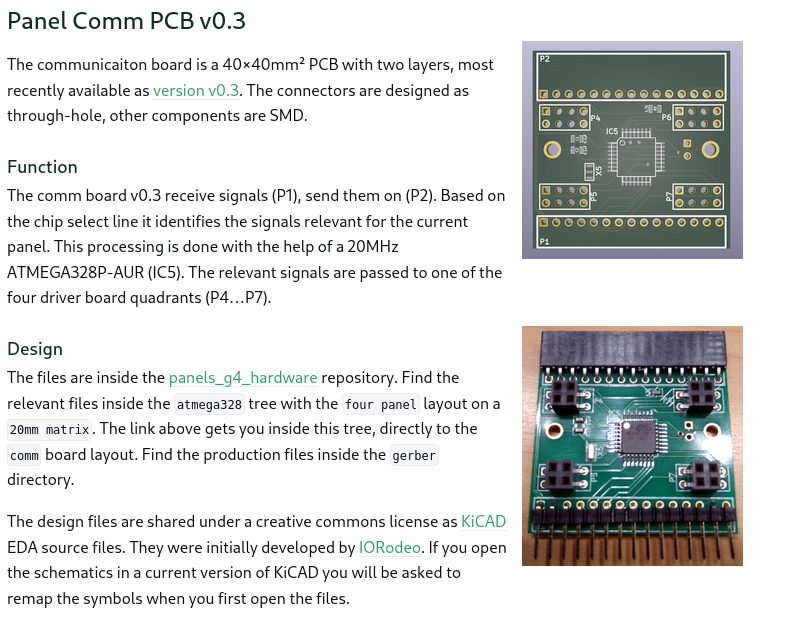 Panel Comm PCB v0.3
The communicaiton board is a 40×40mm² PCB with two layers, most
recently available as version v0.3. The connectors are designed as
through-hole, other components are SMD.
Function
The comm board v0.3 receive signals (P1), send them on (P2). Based on
the chip select line it identifies the signals relevant for the current
panel. This processing is done with the help of a 20MHz
ATMEGA328P-AUR (IC5). The relevant signals are passed to one of the
four driver board quadrants (P4…P7).
Design
The files are inside the panels_g4_hardware repository. Find the
relevant files inside the atmega328 tree with the four panel layout on a
20mm matrix. The link above gets you inside this tree, directly to the
comm board layout. Find the production files inside the gerber
directory.
The design files are shared under a creative commons license as KiCAD
EDA source files. They were initially developed by IORodeo. If you open
the schematics in a current version of KiCAD you will be asked to
remap the symbols when you first open the files.
P2
P4
P6
IC5
X5
P5
P7
P1
P5
P7